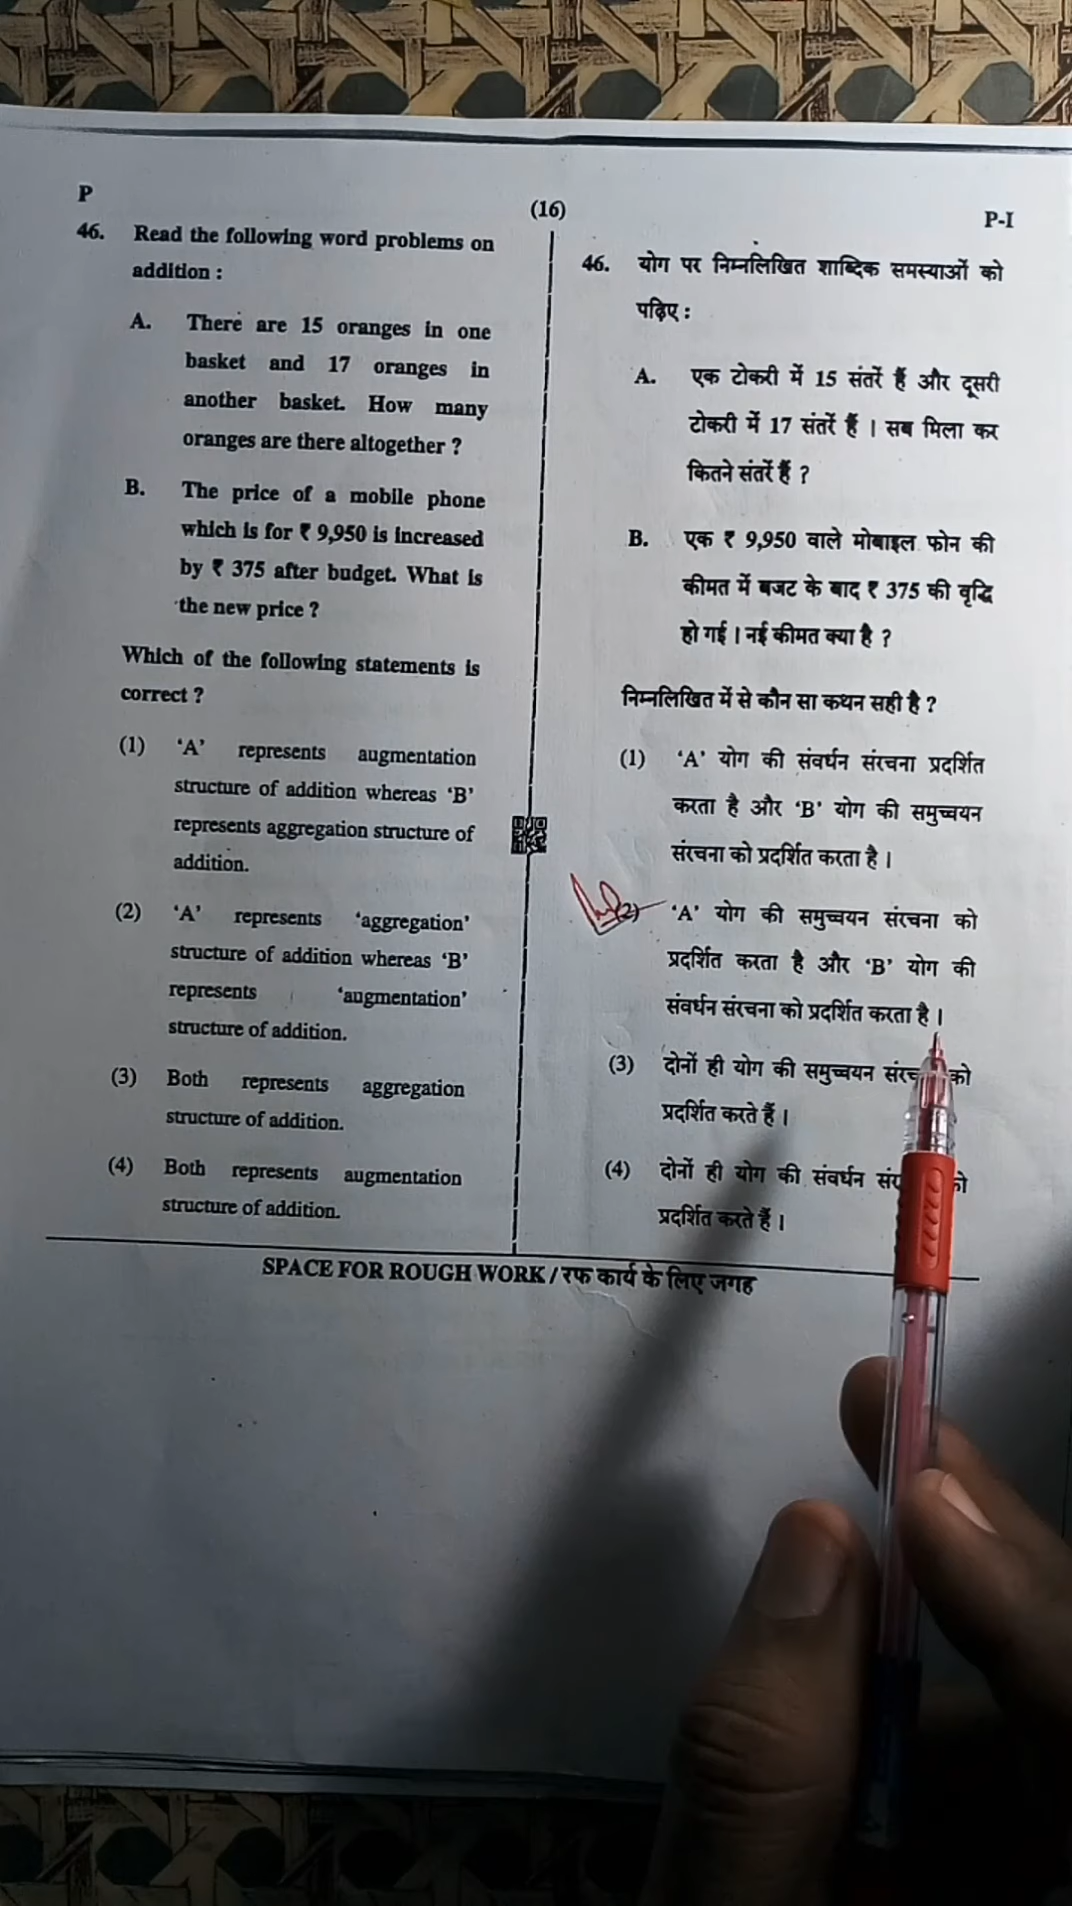 P
(16)
P-I
46. Read the following word problems on
addition :
A. There are 15 oranges in one
basket and 17 oranges in
another basket. How many
oranges are there altogether ?
B. The price of a mobile phone
which is for ₹ 9,950 is increased
by ₹ 375 after budget. What is
the new price ?
Which of the following statements is
correct ?
(1) ‘A’ represents augmentation
structure of addition whereas ‘B’
represents aggregation structure of
addition.
(2) ‘A’ represents ‘aggregation’
structure of addition whereas ‘B’
represents ‘augmentation’
structure of addition.
(3) Both represents aggregation
structure of addition.
(4) Both represents augmentation
structure of addition.
46. योग पर निम्नलिखित शाब्दिक समस्याओं को
पढ़िए :
A. एक टोकरी में 15 संतरें हैं और दूसरी
टोकरी में 17 संतरें हैं । सब मिला कर
कितने संतरें हैं ?
B. एक ₹ 9,950 वाले मोबाइल फोन की
कीमत में बजट के बाद ₹ 375 की वृद्धि
हो गई । नई कीमत क्या है ?
निम्नलिखित में से कौन सा कथन सही है ?
(1) ‘A’ योग की संवर्धन संरचना प्रदर्शित
करता है और ‘B’ योग की समुच्चयन
संरचना को प्रदर्शित करता है ।
(2) ‘A’ योग की समुच्चयन संरचना को
प्रदर्शित करता है और ‘B’ योग की
संवर्धन संरचना को प्रदर्शित करता है ।
(3) दोनों ही योग की समुच्चयन को
प्रदर्शित करते हैं ।
(4) दोनों ही योग की संवर्धन
प्रदर्शित करते हैं ।
SPACE FOR ROUGH WORK / रफ कार्य के लिए जगह